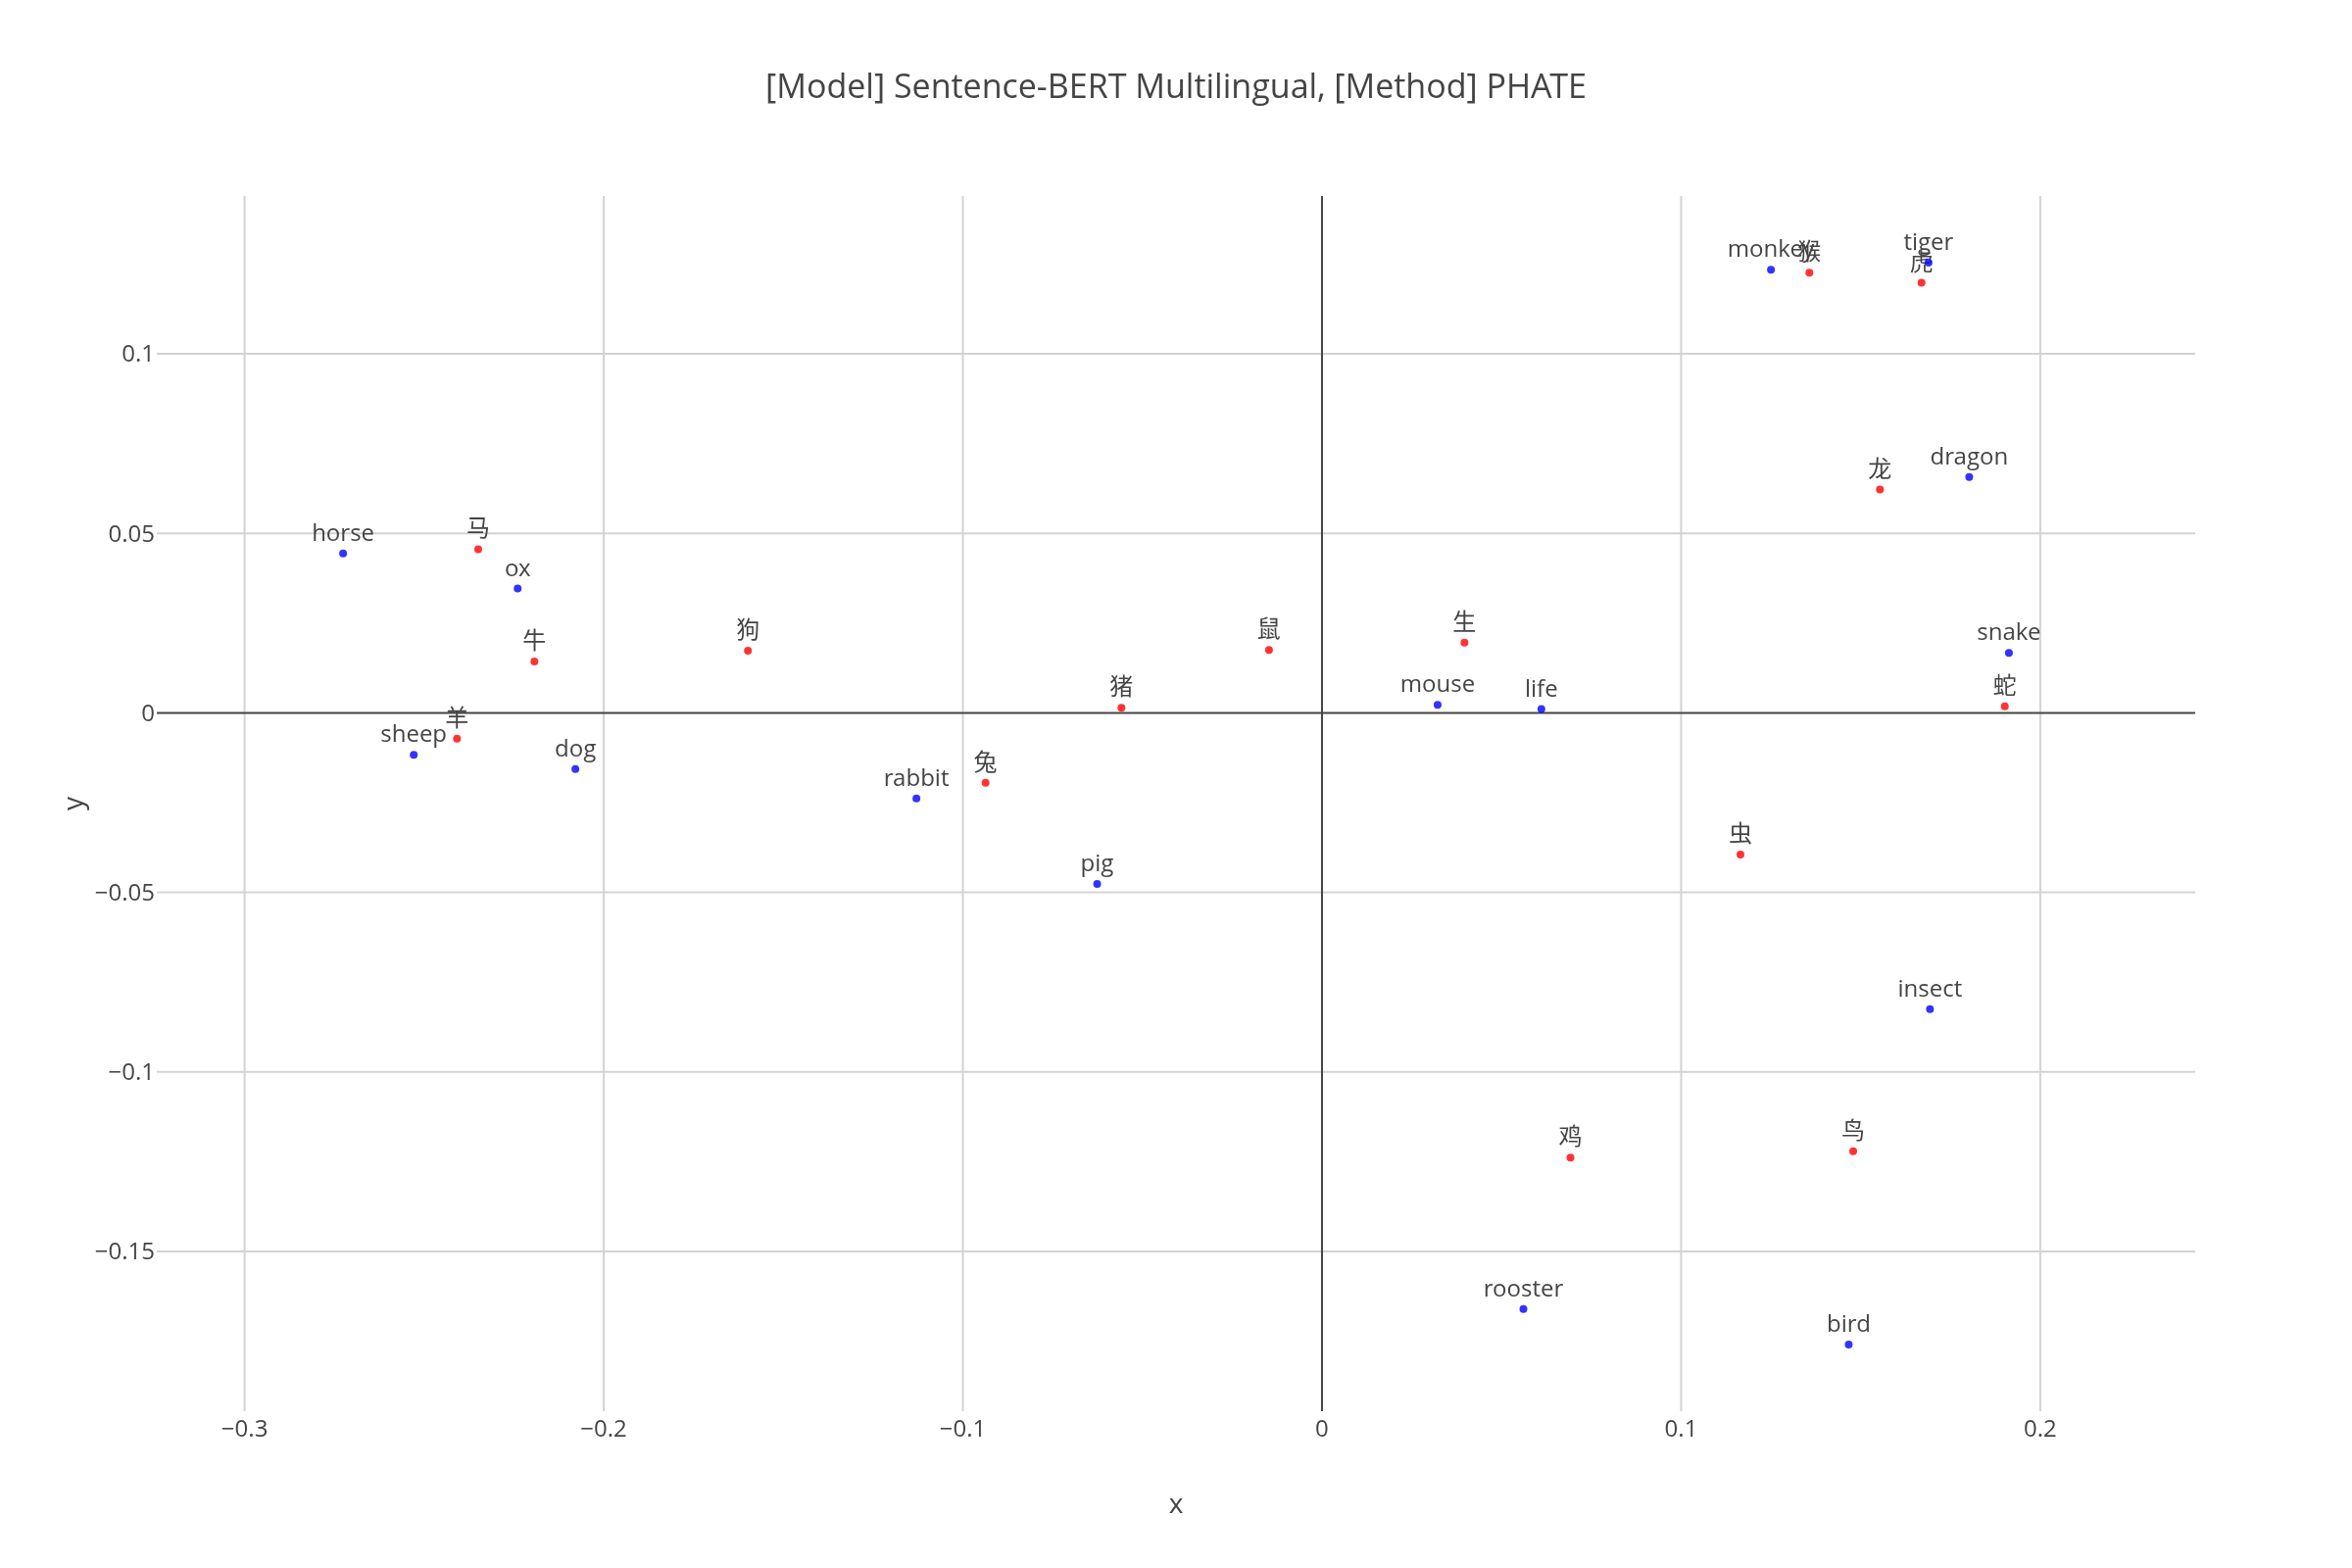 [Model] Sentence-BERT Multilingual, [Method] PHATE
tiger
monkey
猴
虎
0.1
龙
dragon
0.05
horse
马
ox
狗
鼠
生
snake
牛
猪
mouse
life
蛇
0
羊
sheep
dog
兔
rabbit
虫
pig
−0.05
insect
−0.1
鸡
鸟
−0.15
rooster
bird
−0.3
−0.2
−0.1
0
0.1
0.2
x
y